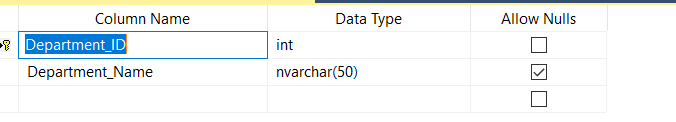 Column Name Data Type Allow Nulls
Department_ID int
Department_Name nvarchar(50)